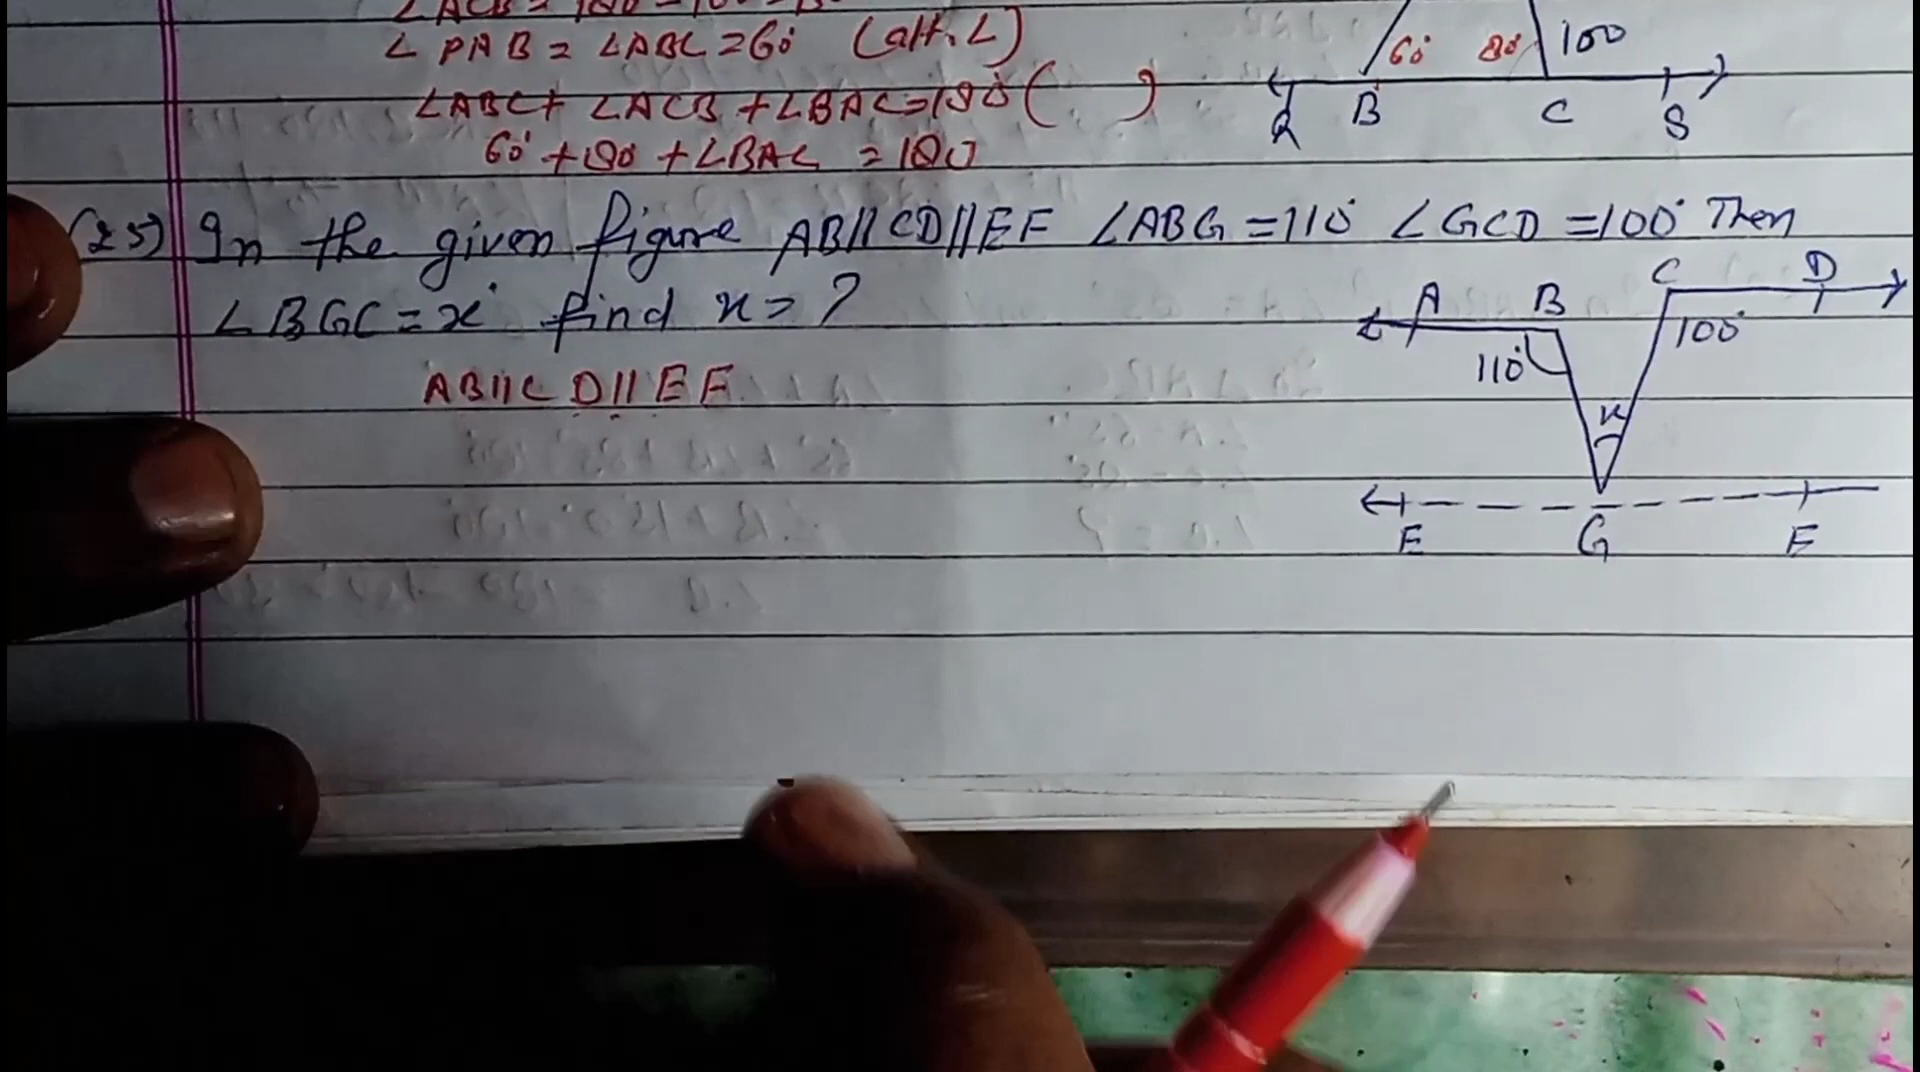 ∠PAB = ∠ABC = 60° (alt. ∠)
∠ABC + ∠ACB + ∠BAC = 180° ( )
60° + 80 + ∠BAC = 180
60° 80° 100
Q B C S
(25) In the given figure AB||CD||EF ∠ABG = 110° ∠GCD = 100° Then
∠BGC = x° find x = ?
A B C D
110° 100°
x
AB||CD||EF
E G F